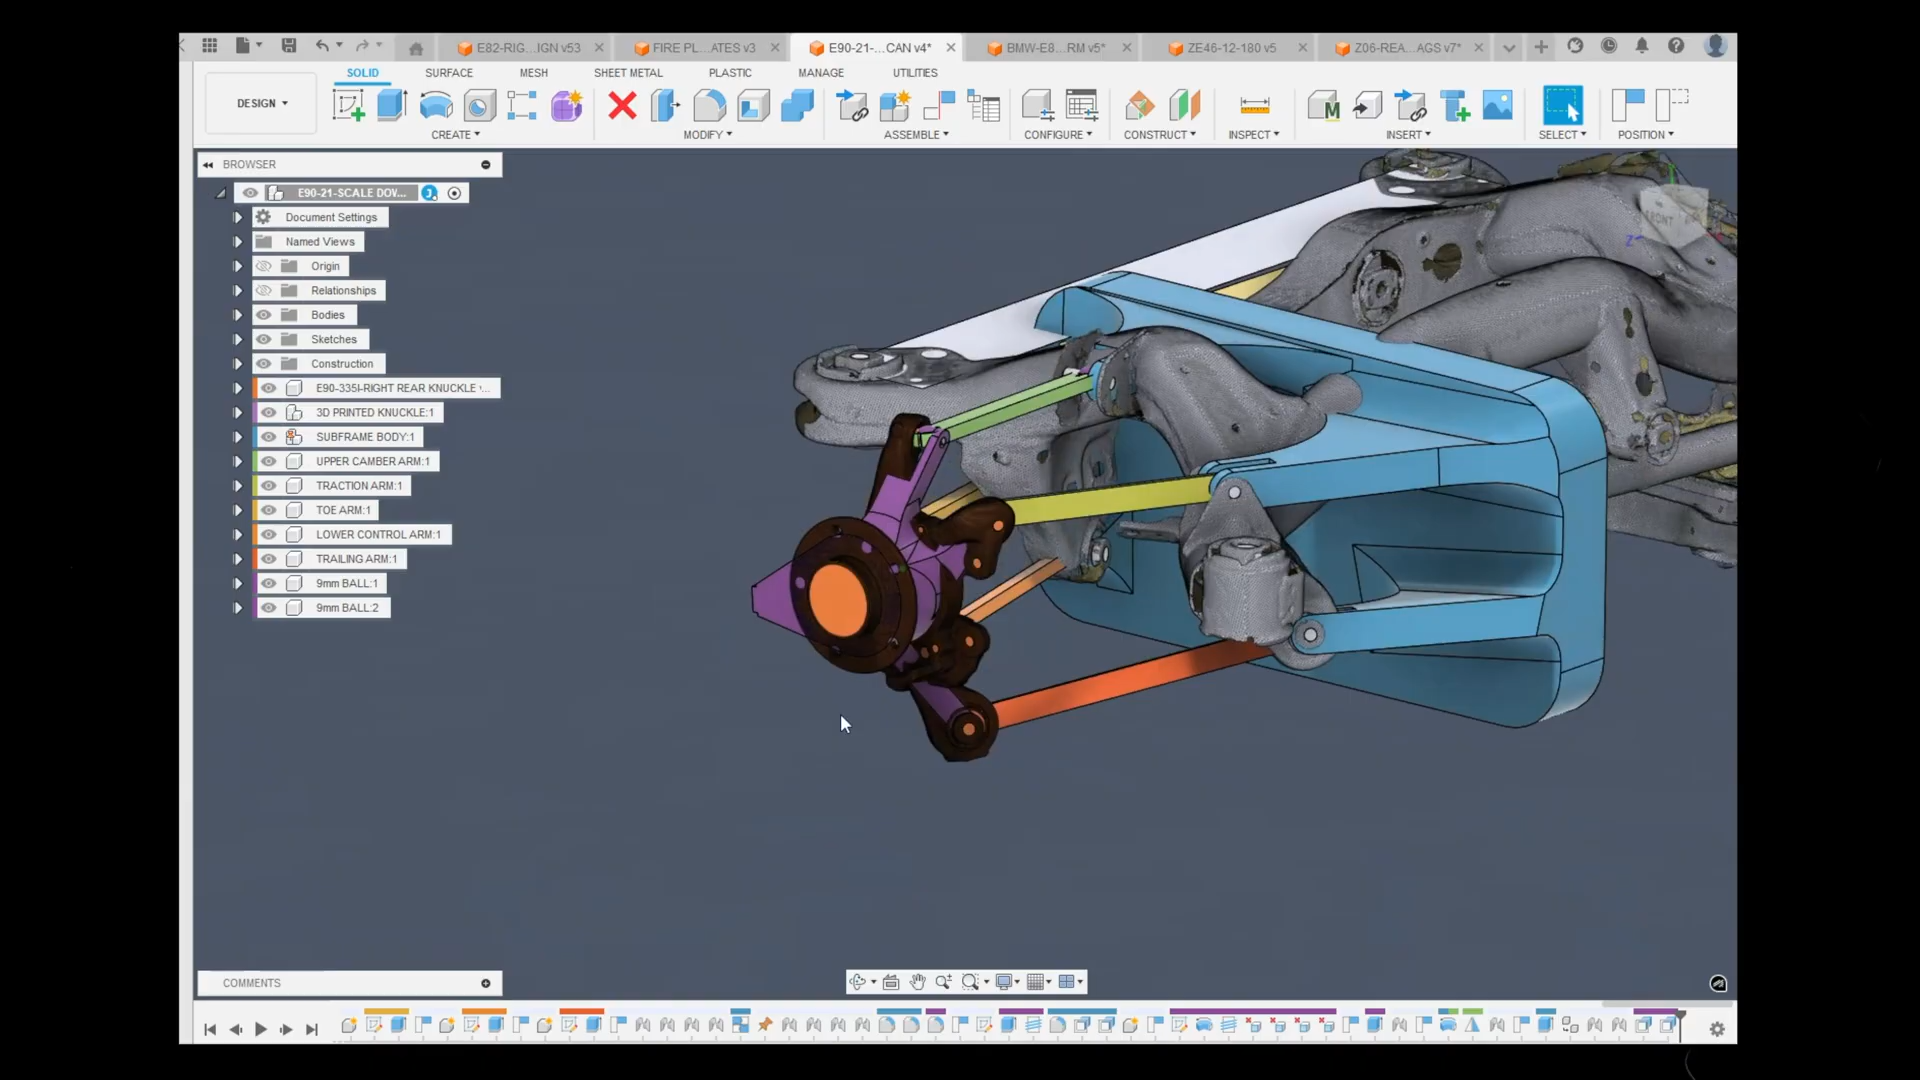 E82-RIG...IGN v53
FIRE PL...ATES v3
E90-21-...CAN v4*
BMW-E8...RM v5*
ZE46-12-180 v5
Z06-REA...AGS v7*
SOLID
SURFACE
MESH
SHEET METAL
PLASTIC
MANAGE
UTILITIES
DESIGN
CREATE
MODIFY
ASSEMBLE
CONFIGURE
CONSTRUCT
INSPECT
INSERT
SELECT
POSITION
BROWSER
E90-21-SCALE DOW...
Document Settings
Named Views
Origin
Relationships
Bodies
Sketches
Construction
E90-335I-RIGHT REAR KNUCKLE
3D PRINTED KNUCKLE:1
SUBFRAME BODY:1
UPPER CAMBER ARM:1
TRACTION ARM:1
TOE ARM:1
LOWER CONTROL ARM:1
TRAILING ARM:1
9mm BALL:1
9mm BALL:2
FRONT
Z
COMMENTS